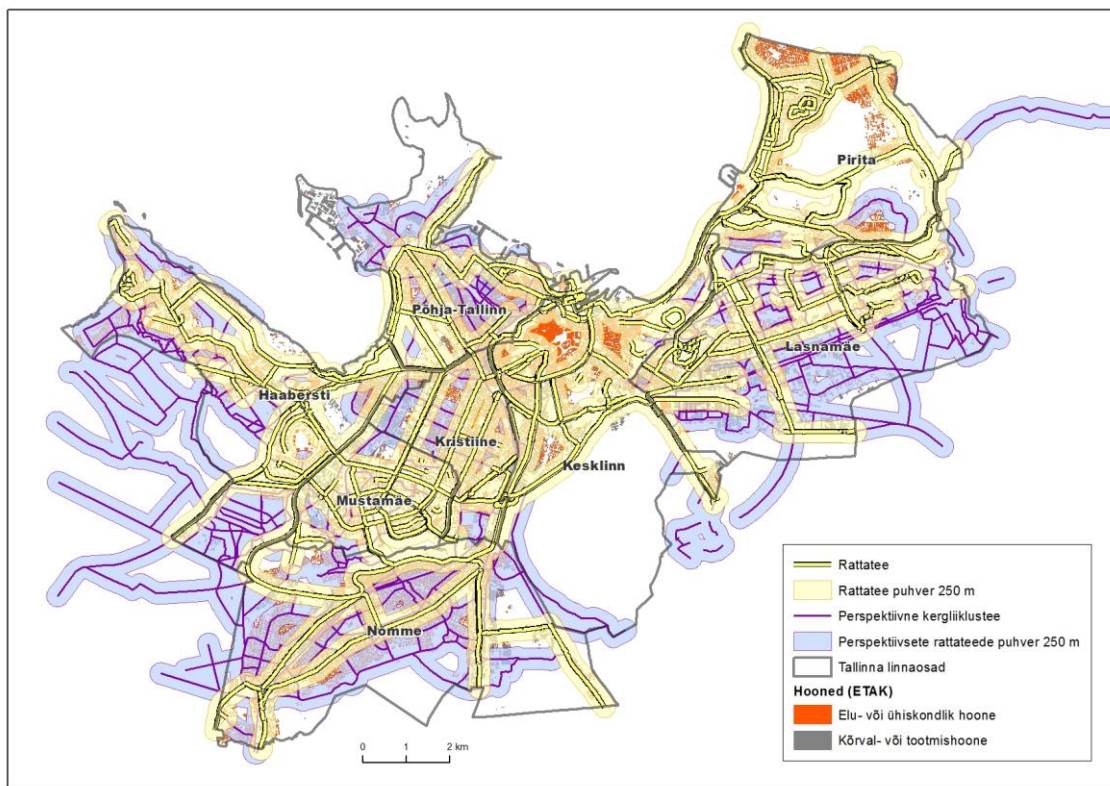 Pirita
Põhja-Tallinn
Lasnamäe
Haabersti
Kristiine
Kesklinn
Mustamäe
Nõmme
0 1 2 km
Rattatee
Rattatee puhver 250 m
Perspektiivne kergliiklustee
Perspektiivsete rattateede puhver 250 m
Tallinna linnaosad
Hooned (ETAK)
Elu- või ühiskondlik hoone
Kõrval- või tootmishoone